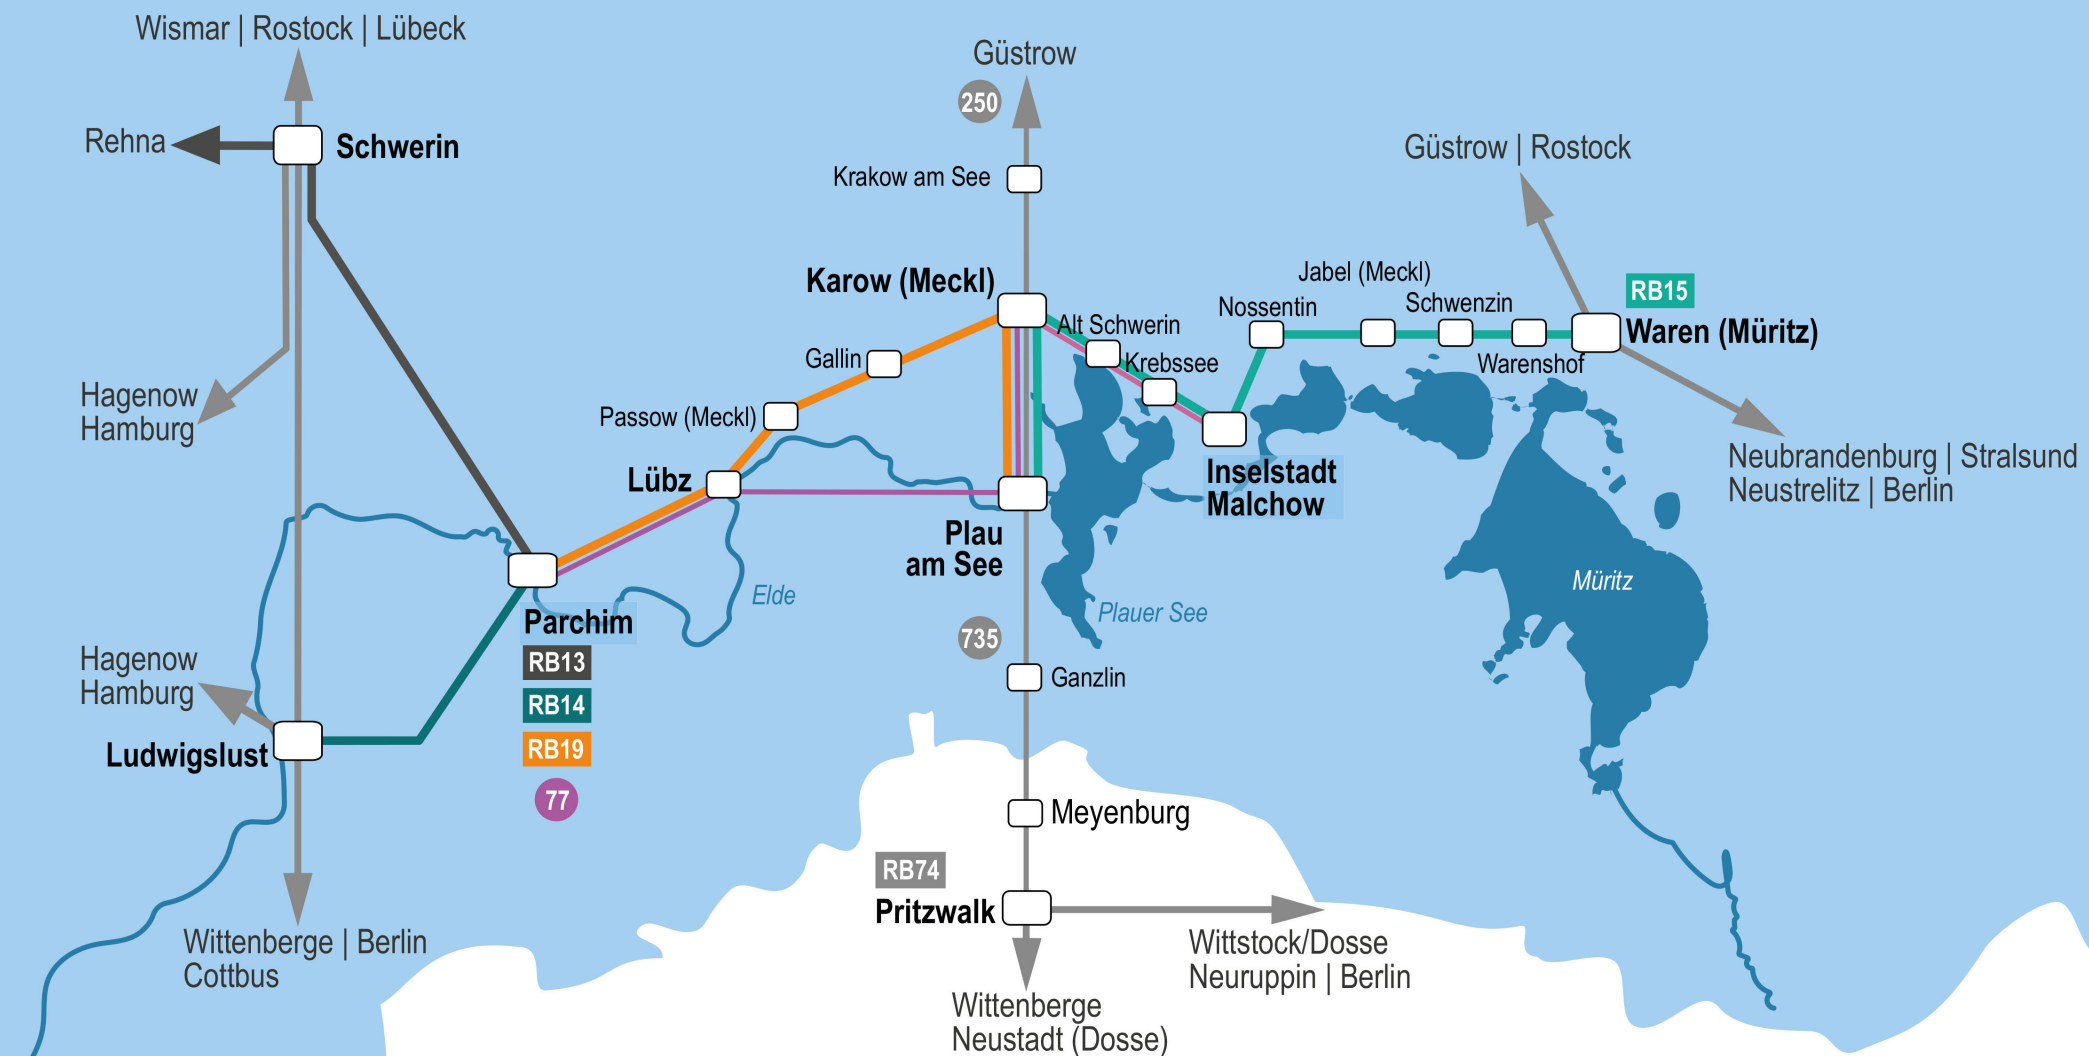 Wismar | Rostock | Lübeck
Güstrow
250
Rehna
Schwerin
Krakow am See
Güstrow | Rostock
Karow (Meckl)
Jabel (Meckl)
RB15
Nossentin
Schwenzin
Alt Schwerin
Waren (Müritz)
Gallin
Krebssee
Warenshof
Hagenow
Hamburg
Passow (Meckl)
Lübz
Inselstadt
Malchow
Neubrandenburg | Stralsund
Neustrelitz | Berlin
Plau
am See
Elde
Plauer See
Müritz
Parchim
RB13
RB14
RB19
77
735
Ganzlin
Hagenow
Hamburg
Ludwigslust
Meyenburg
RB74
Pritzwalk
Wittenberge | Berlin
Cottbus
Wittstock/Dosse
Neuruppin | Berlin
Wittenberge
Neustadt (Dosse)